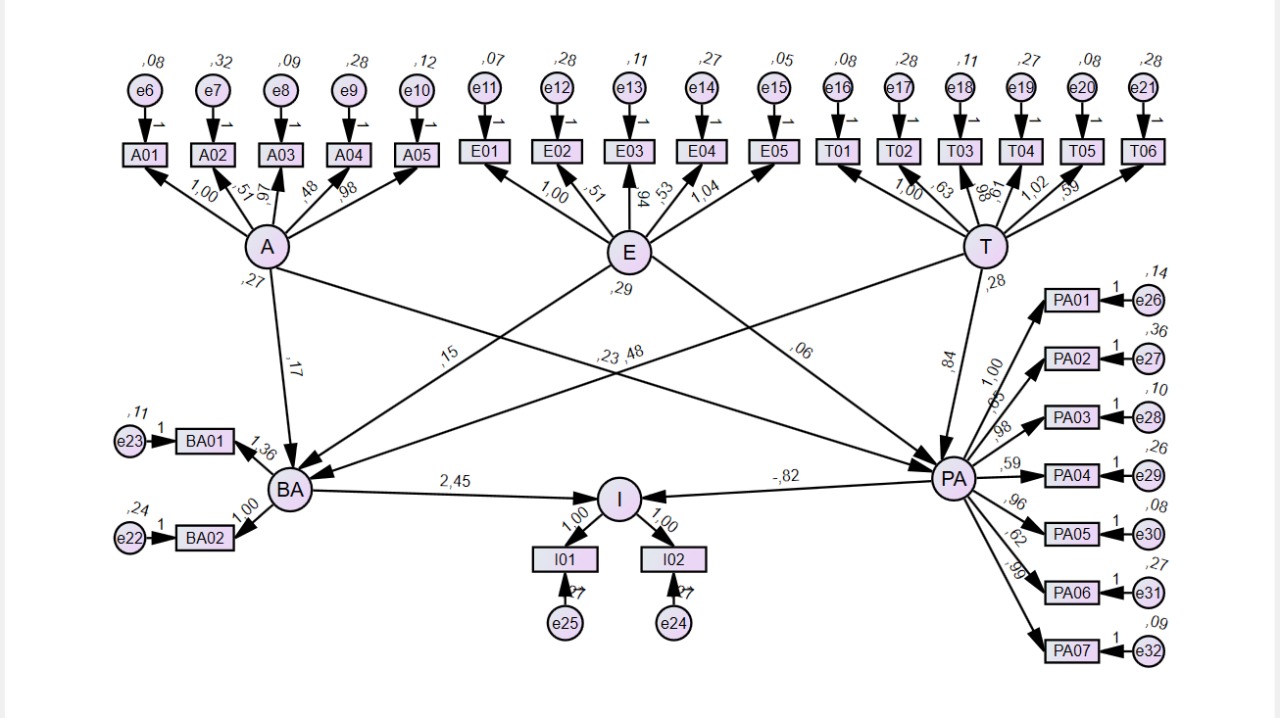 ,08 ,32 ,09 ,28 ,12 ,07 ,28 ,11 ,27 ,05 ,08 ,28 ,11 ,27 ,08 ,28
e6 e7 e8 e9 e10 e11 e12 e13 e14 e15 e16 e17 e18 e19 e20 e21
1 1 1 1 1 1 1 1 1 1 1 1 1 1 1 1
A01 A02 A03 A04 A05 E01 E02 E03 E04 E05 T01 T02 T03 T04 T05 T06
1,00 ,51 ,97 ,48 ,98 1,00 ,51 ,94 ,53 1,04 1,00 ,63 ,98 ,61 1,02 ,59
A E T
,27 ,29 ,28
,14
PA01 1 e26
,36
PA02 1 e27
,17 ,15 ,23 ,48 ,06 ,84
1,00 ,65
,10
PA03 1 e28
,98
,11
e23 1 BA01
1,36
,26
,59 PA04 1 e29
BA 2,45 I -,82 PA
,24
e22 1 BA02
1,00
1,00 1,00
,96
,08
PA05 1 e30
I01 I02
,62
,27
PA06 1 e31
,99
e25 e24
,09
PA07 1 e32